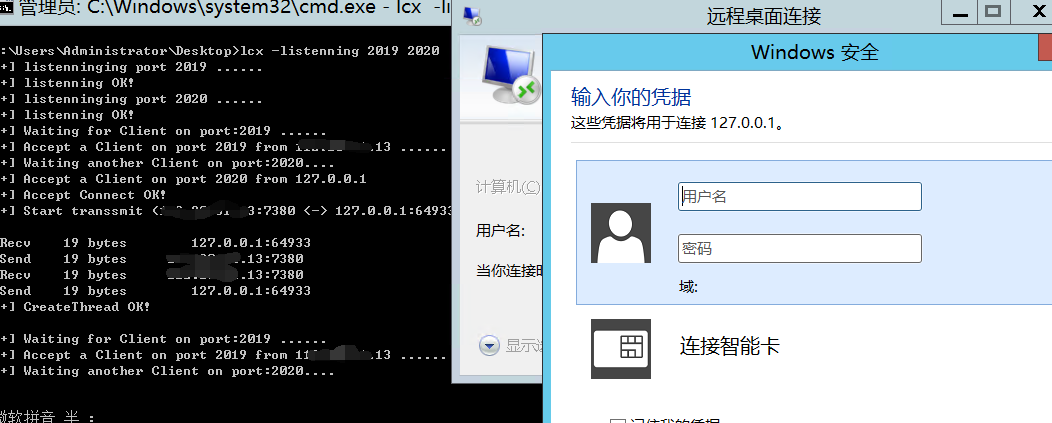 管理员: C:\Windows\system32\cmd.exe - lcx -li
:\Users\Administrator\Desktop>lcx -listenning 2019 2020
+] listenninging port 2019 ......
+] listenning OK!
+] listenninging port 2020 ......
+] listenning OK!
+] Waiting for Client on port:2019 ......
+] Accept a Client on port 2019 from .13 ......
+] Waiting another Client on port:2020....
+] Accept a Client on port 2020 from 127.0.0.1
+] Accept Connect OK!
+] Start transsmit ( 3:7380 <-> 127.0.0.1:64933
Recv 19 bytes 127.0.0.1:64933
Send 19 bytes .13:7380
Recv 19 bytes .13:7380
Send 19 bytes 127.0.0.1:64933
+] CreateThread OK!
+] Waiting for Client on port:2019 ......
+] Accept a Client on port 2019 from .13 ......
+] Waiting another Client on port:2020....
软拼音 半 :
远程桌面连接
计算机(C)
用户名:
当你连接时
显示选
Windows 安全
输入你的凭据
这些凭据将用于连接 127.0.0.1。
用户名
密码
域:
连接智能卡
记住我的凭据